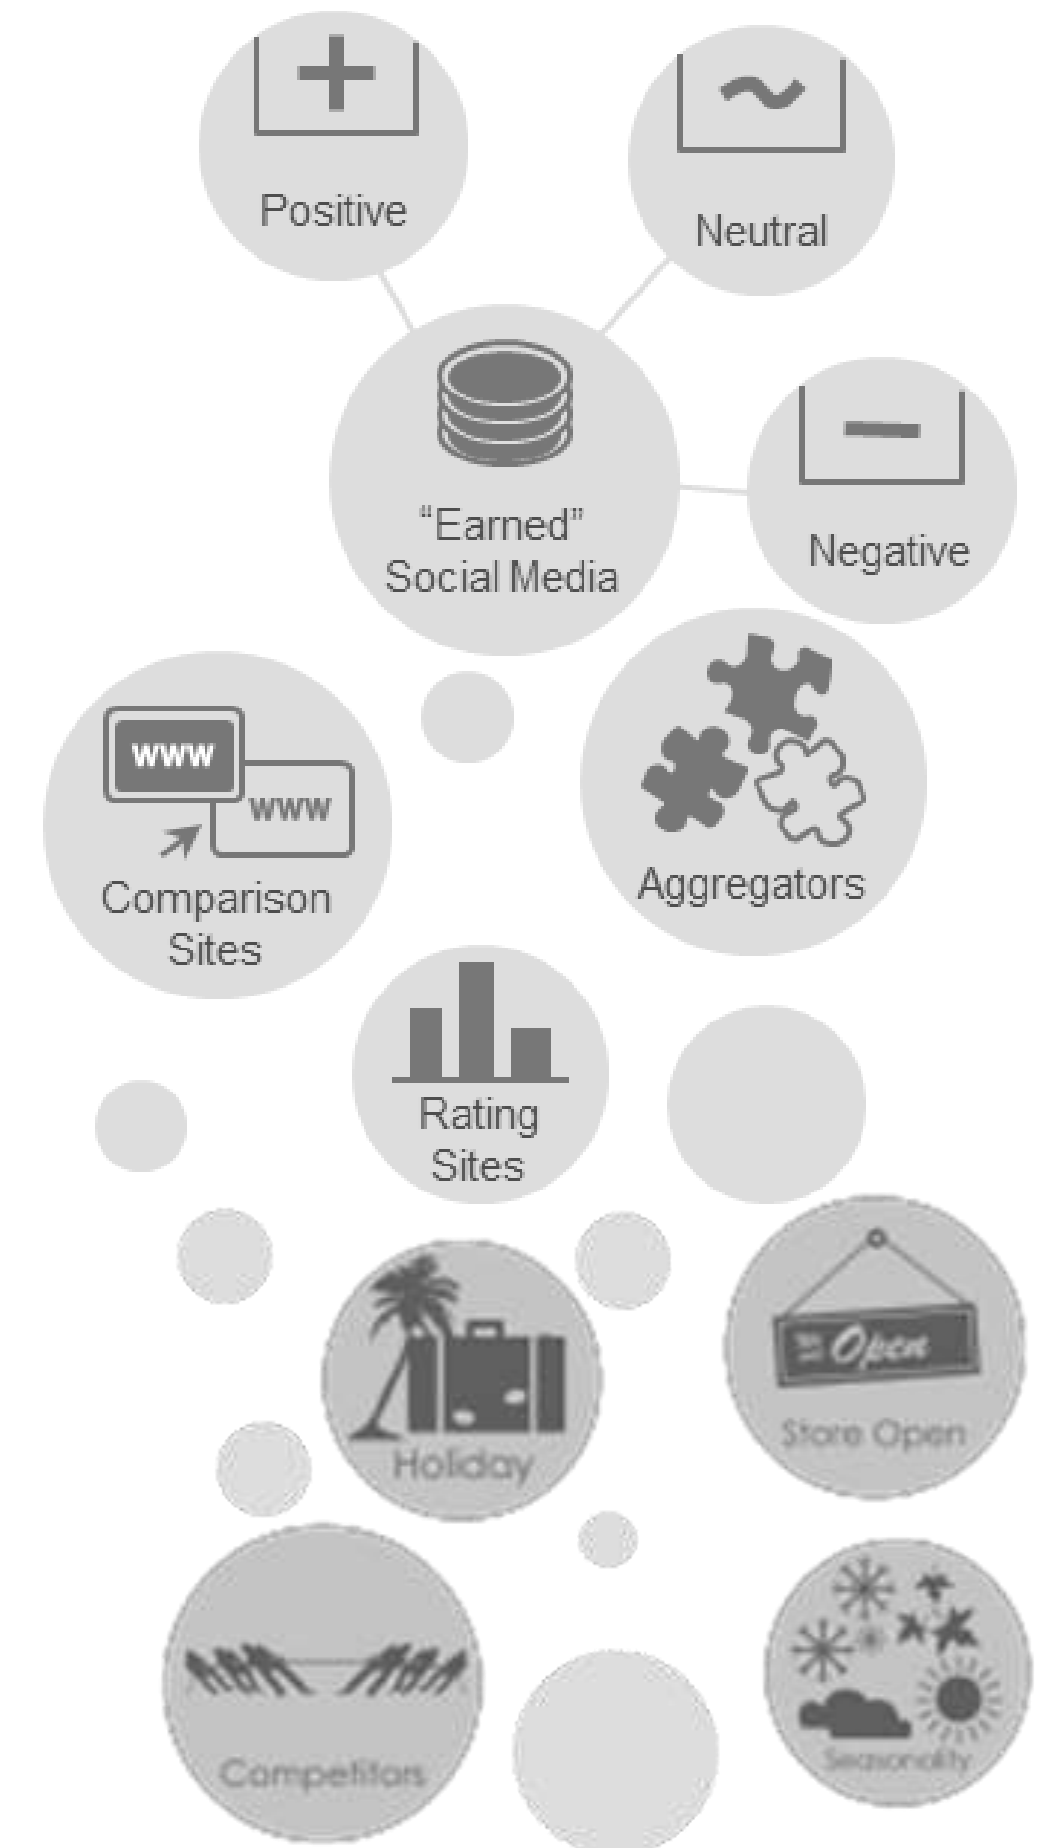 Positive
Neutral
“Earned”
Social Media
Negative
www
www
Comparison
Sites
Aggregators
Rating
Sites
Holiday
Open
Store Open
Competitors
Seasonality